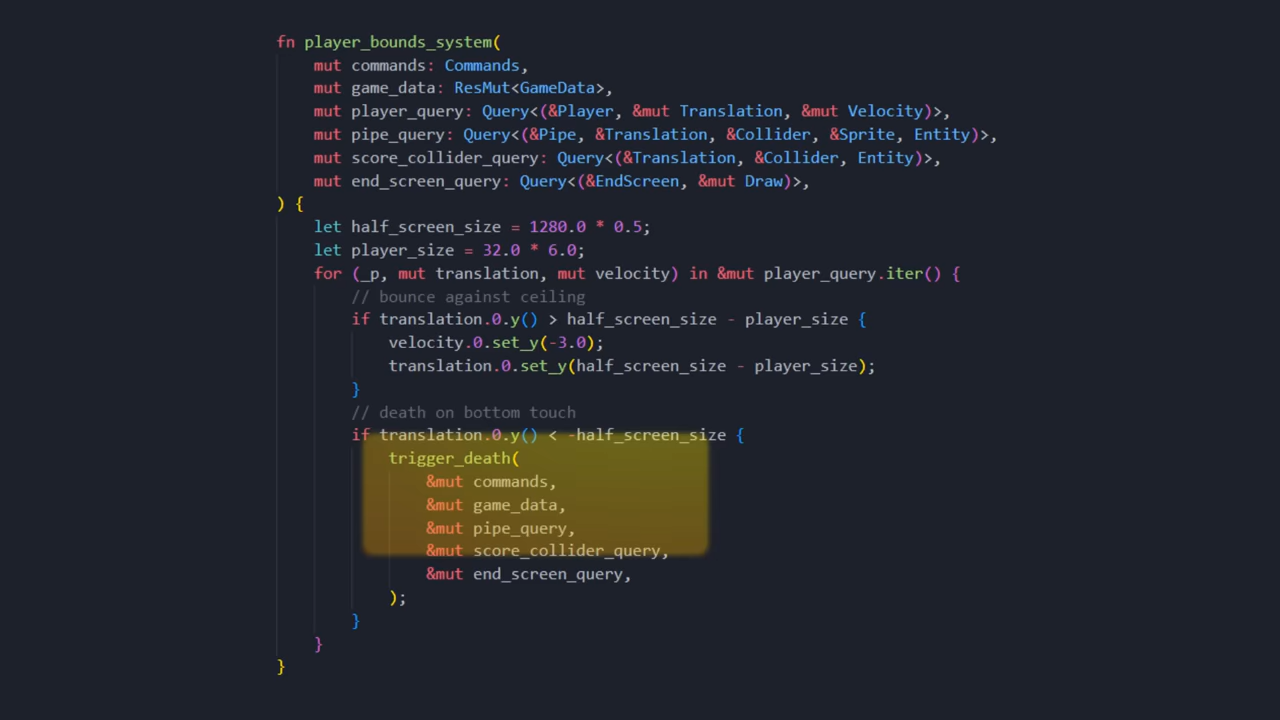 fn player_bounds_system(
    mut commands: Commands,
    mut game_data: ResMut<GameData>,
    mut player_query: Query<(&Player, &mut Translation, &mut Velocity)>,
    mut pipe_query: Query<(&Pipe, &Translation, &Collider, &Sprite, Entity)>,
    mut score_collider_query: Query<(&Translation, &Collider, Entity)>,
    mut end_screen_query: Query<(&EndScreen, &mut Draw)>,
) {
    let half_screen_size = 1280.0 * 0.5;
    let player_size = 32.0 * 6.0;
    for (_p, mut translation, mut velocity) in &mut player_query.iter() {
        // bounce against ceiling
        if translation.0.y() > half_screen_size - player_size {
            velocity.0.set_y(-3.0);
            translation.0.set_y(half_screen_size - player_size);
        }
        // death on bottom touch
        if translation.0.y() < -half_screen_size {
            trigger_death(
                &mut commands,
                &mut game_data,
                &mut pipe_query,
                &mut score_collider_query,
                &mut end_screen_query,
            );
        }
    }
}